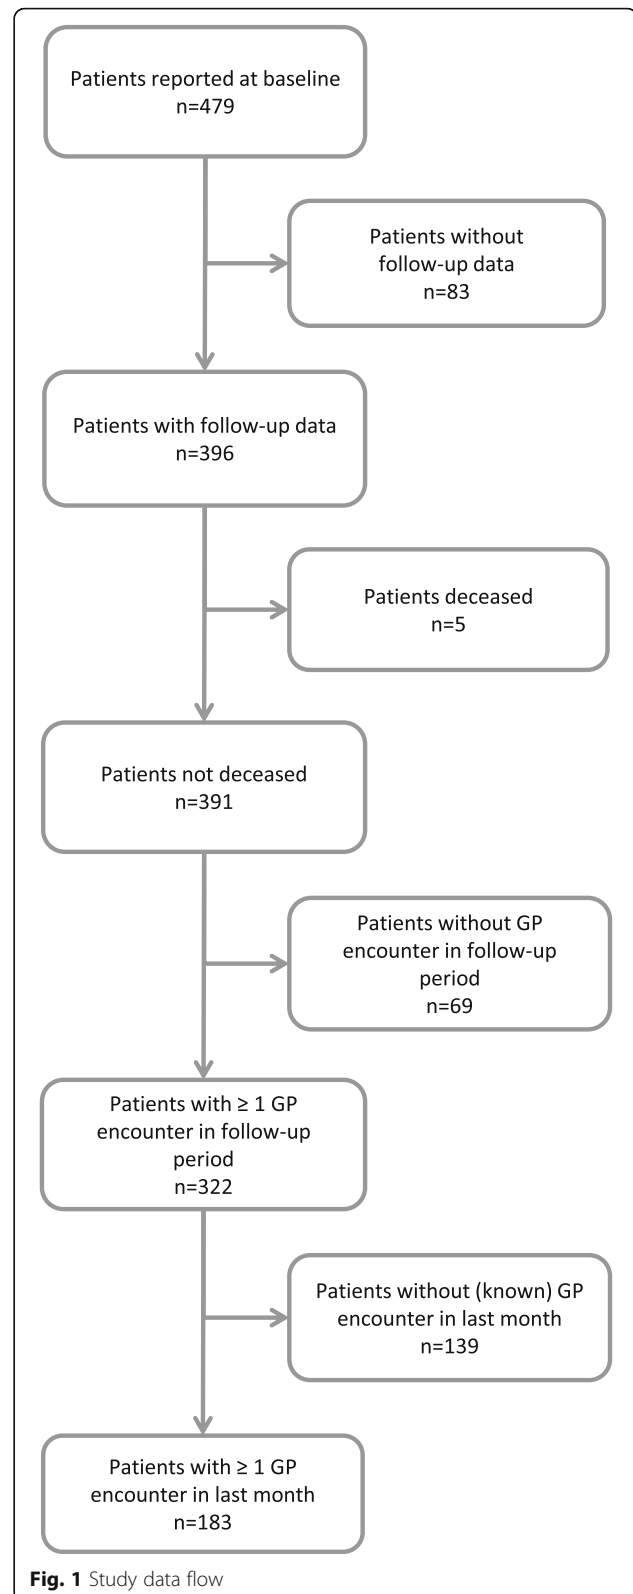 Patients reported at baseline
n=479
Patients without
follow-up data
n=83
Patients with follow-up data
n=396
Patients deceased
n=5
Patients not deceased
n=391
Patients without GP
encounter in follow-up
period
n=69
Patients with ≥ 1 GP
encounter in follow-up
period
n=322
Patients without (known) GP
encounter in last month
n=139
Patients with ≥ 1 GP
encounter in last month
n=183
Fig. 1 Study data flow